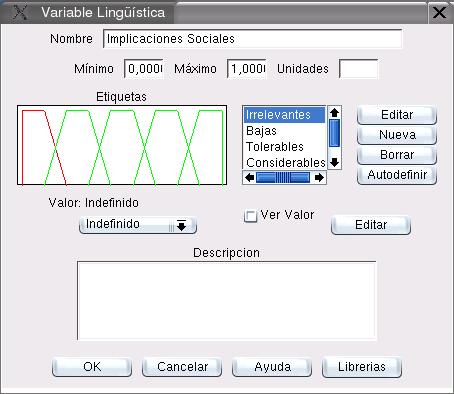 Variable Lingüística
Nombre Implicaciones Sociales
Mínimo 0,0000 Máximo 1,0000 Unidades
Etiquetas
Irrelevantes
Bajas
Tolerables
Considerables
Editar
Nueva
Borrar
Autodefinir
Valor: Indefinido
Indefinido
Ver Valor
Editar
Descripcion
OK Cancelar Ayuda Librerias